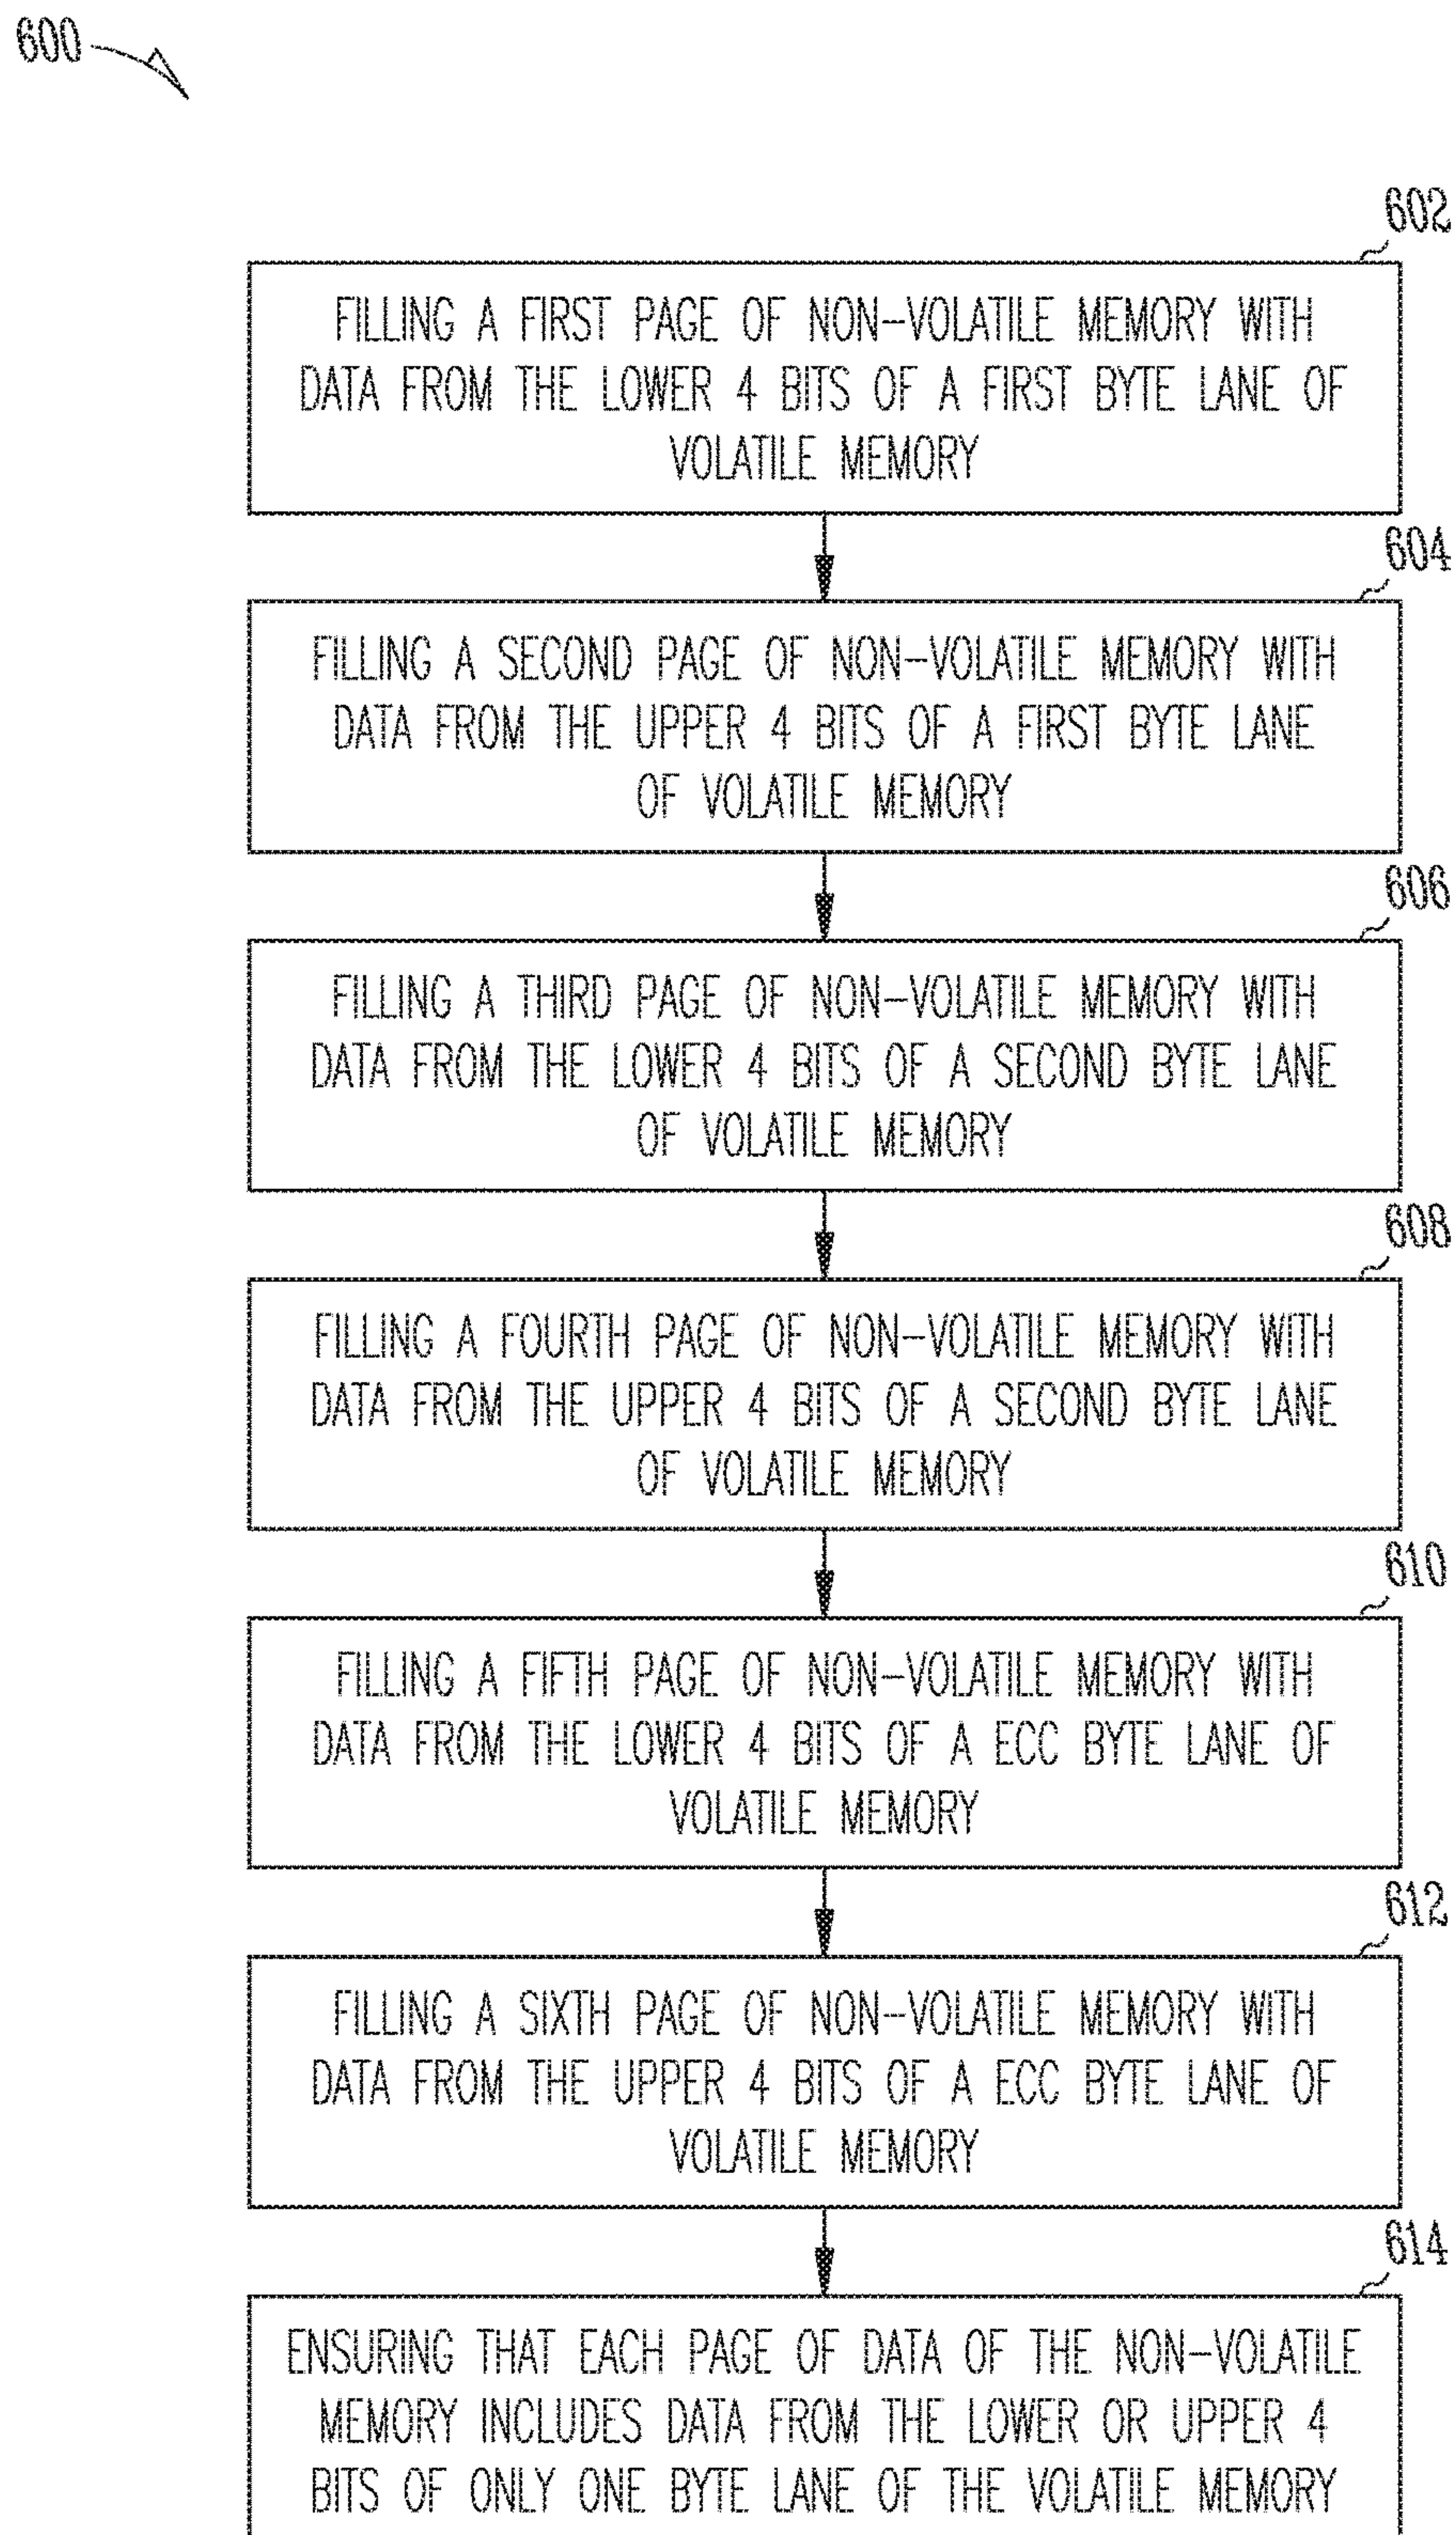 600
602
FILLING A FIRST PAGE OF NON-VOLATILE MEMORY WITH
DATA FROM THE LOWER 4 BITS OF A FIRST BYTE LANE OF
VOLATILE MEMORY
604
FILLING A SECOND PAGE OF NON-VOLATILE MEMORY WITH
DATA FROM THE UPPER 4 BITS OF A FIRST BYTE LANE
OF VOLATILE MEMORY
606
FILLING A THIRD PAGE OF NON-VOLATILE MEMORY WITH
DATA FROM THE LOWER 4 BITS OF A SECOND BYTE LANE
OF VOLATILE MEMORY
608
FILLING A FOURTH PAGE OF NON-VOLATILE MEMORY WITH
DATA FROM THE UPPER 4 BITS OF A SECOND BYTE LANE
OF VOLATILE MEMORY
610
FILLING A FIFTH PAGE OF NON-VOLATILE MEMORY WITH
DATA FROM THE LOWER 4 BITS OF A ECC BYTE LANE OF
VOLATILE MEMORY
612
FILLING A SIXTH PAGE OF NON-VOLATILE MEMORY WITH
DATA FROM THE UPPER 4 BITS OF A ECC BYTE LANE OF
VOLATILE MEMORY
614
ENSURING THAT EACH PAGE OF DATA OF THE NON-VOLATILE
MEMORY INCLUDES DATA FROM THE LOWER OR UPPER 4
BITS OF ONLY ONE BYTE LANE OF THE VOLATILE MEMORY